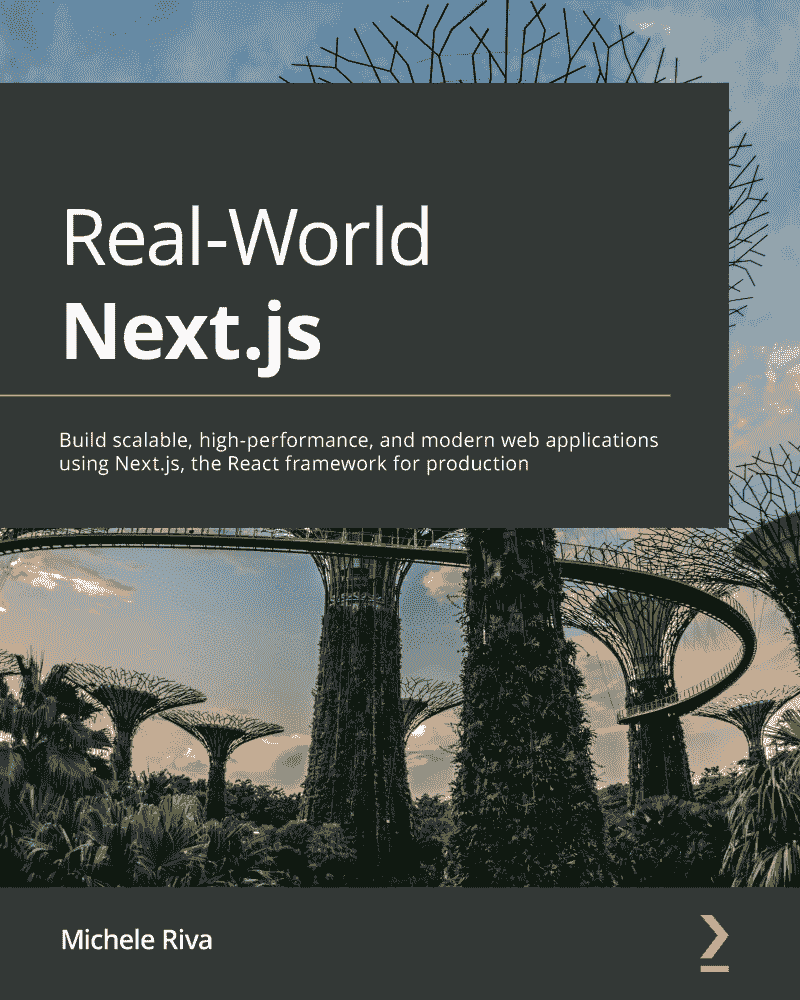 Real-World
Next.js
Build scalable, high-performance, and modern web applications
using Next.js, the React framework for production
Michele Riva